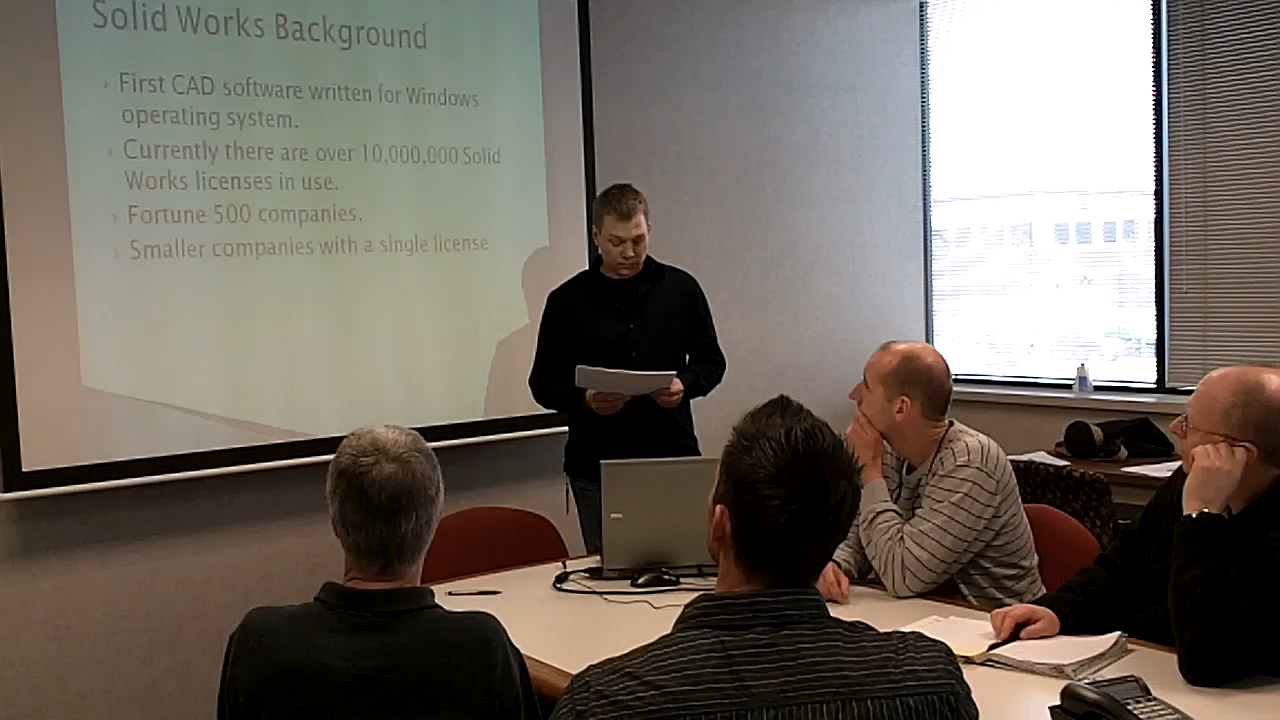 Solid Works Background
First CAD software written for Windows
operating system.
Currently there are over 10,000,000 Solid
Works licenses in use.
Fortune 500 companies.
Smaller companies with a single license